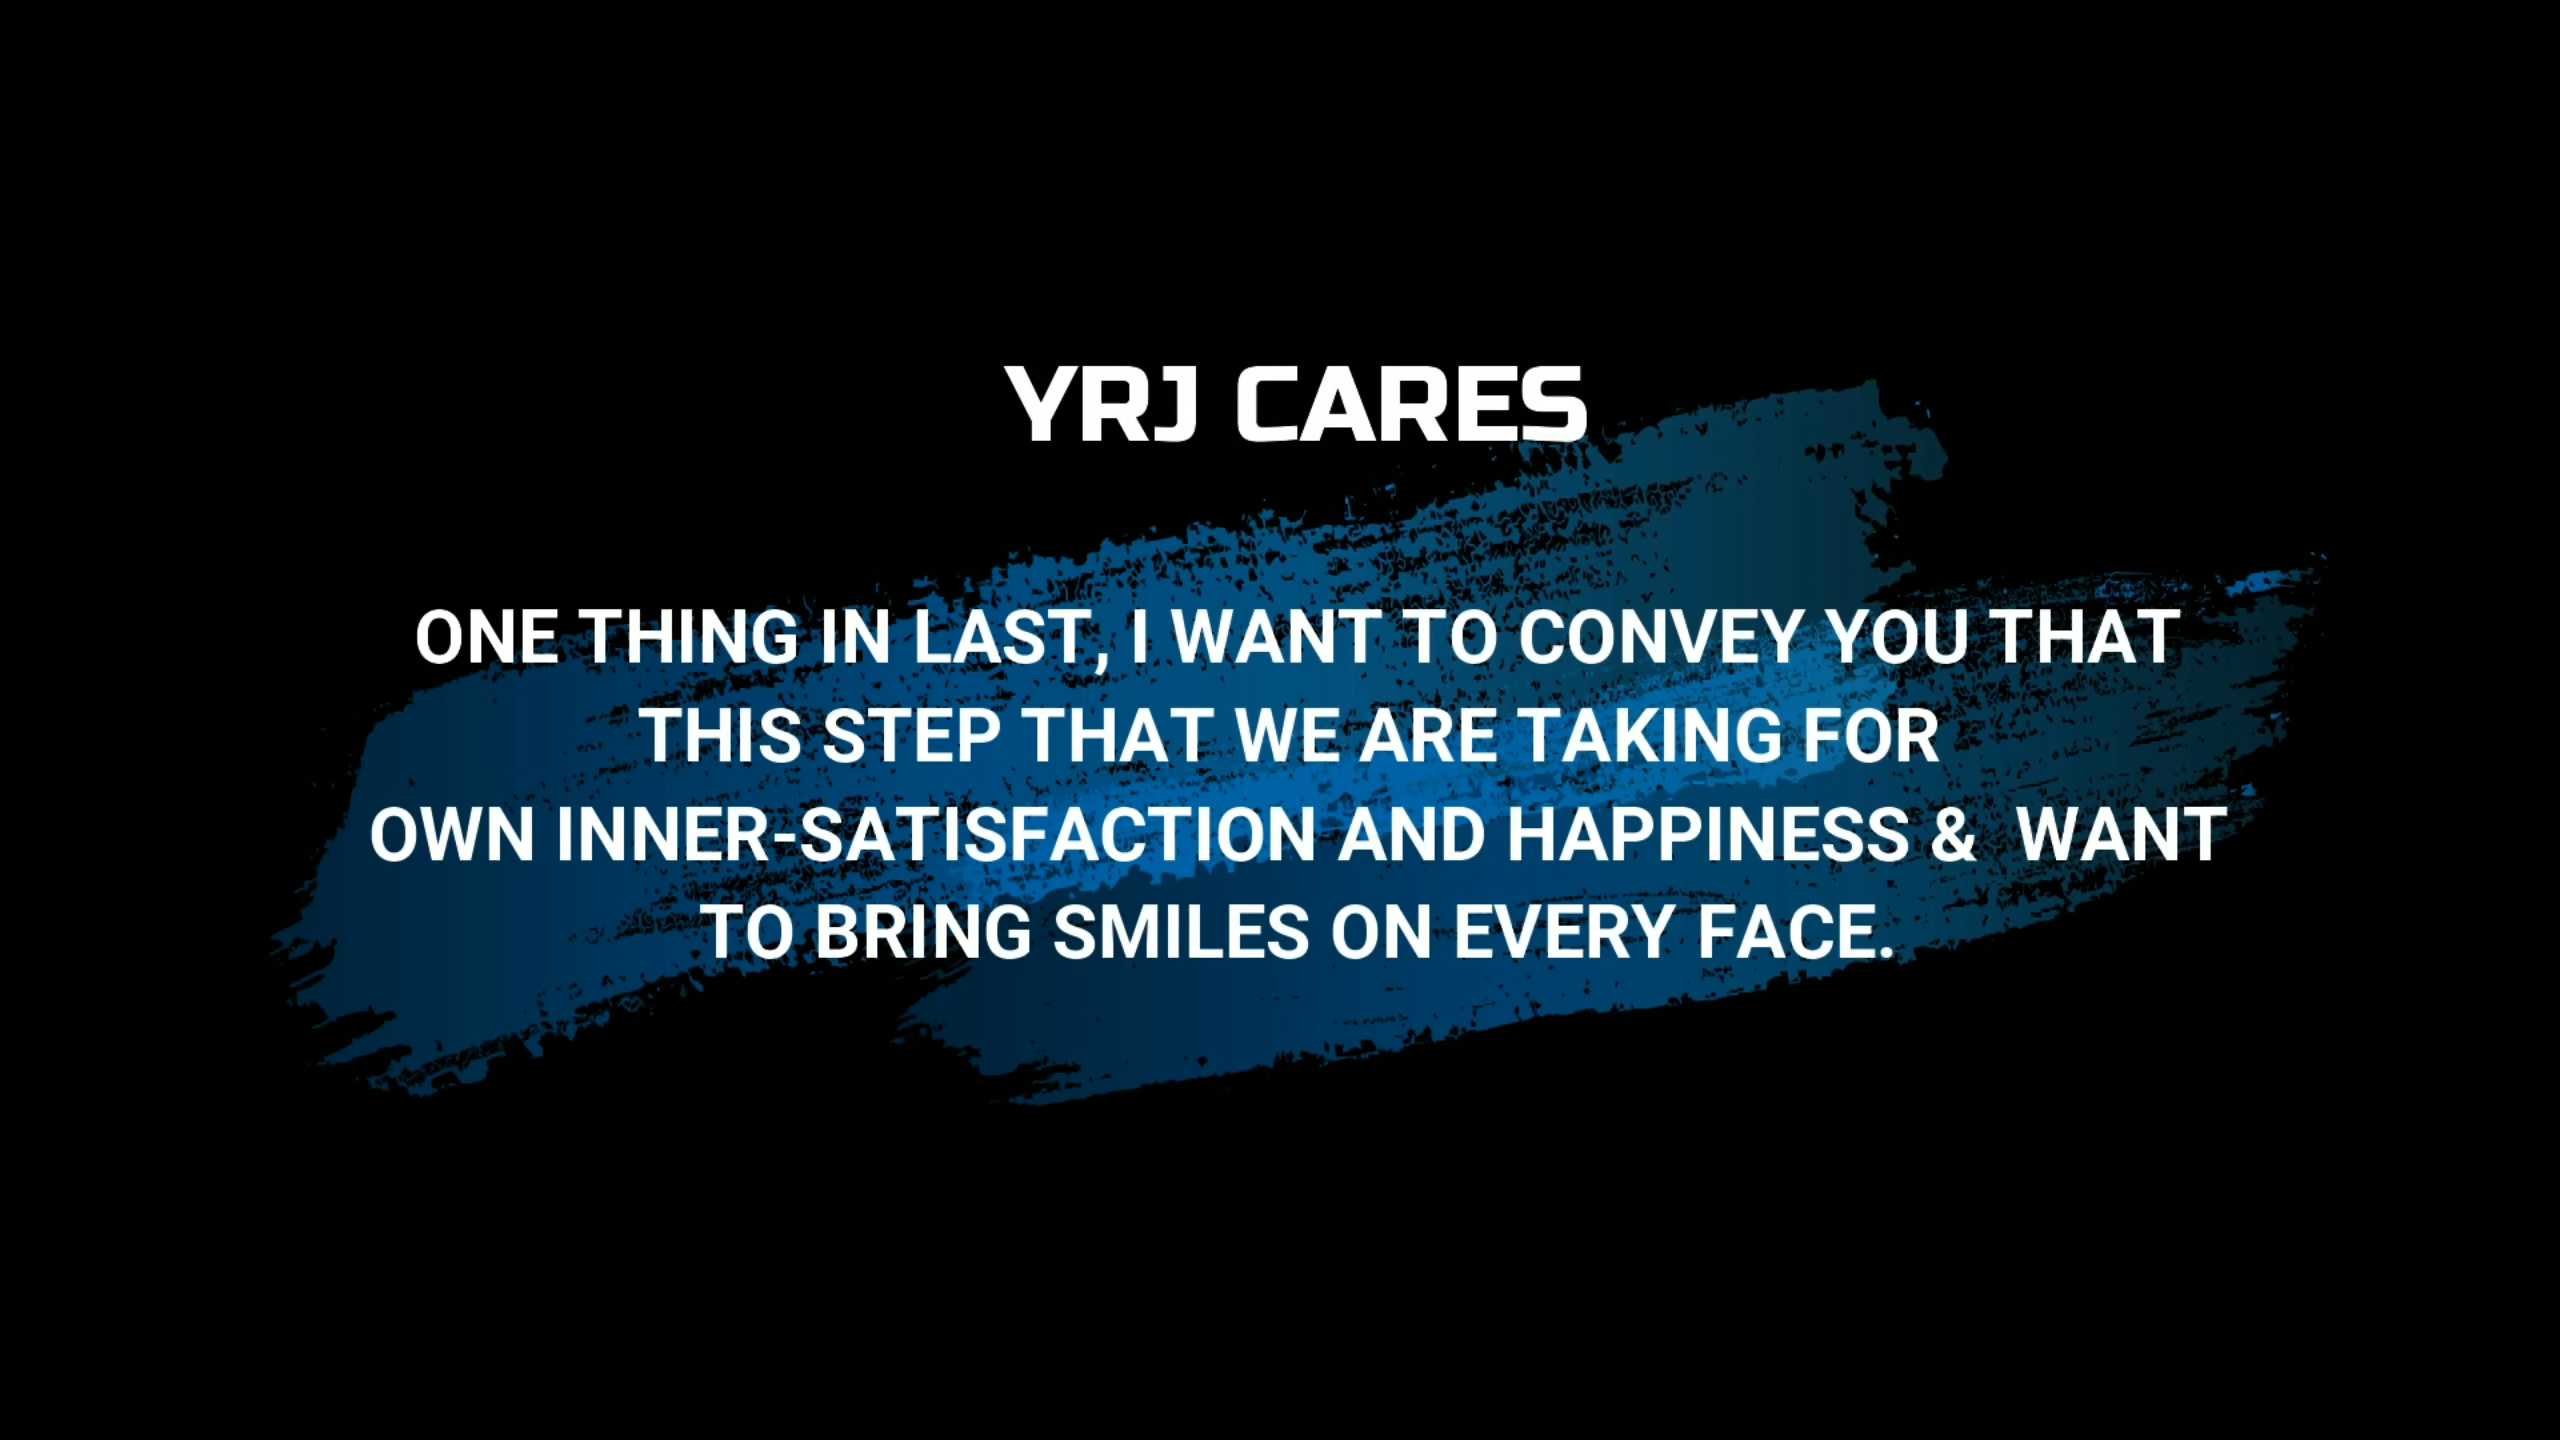 YRJ CARES
ONE THING IN LAST, I WANT TO CONVEY YOU THAT
THIS STEP THAT WE ARE TAKING FOR
OWN INNER-SATISFACTION AND HAPPINESS &  WANT
TO BRING SMILES ON EVERY FACE.